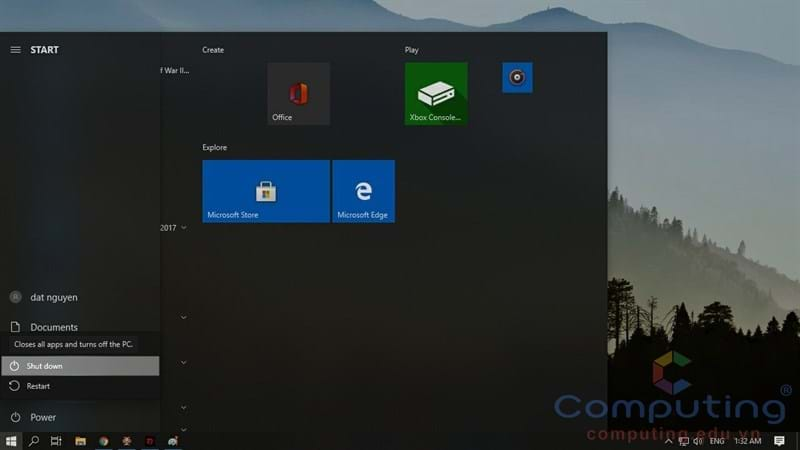 START
Create
Play
f War II...
Office
Xbox Console...
Explore
Microsoft Store
Microsoft Edge
2017
dat nguyen
Documents
Closes all apps and turns off the PC.
Shut down
Restart
Power
Computing®
computing.edu.vn
ENG
1:32 AM